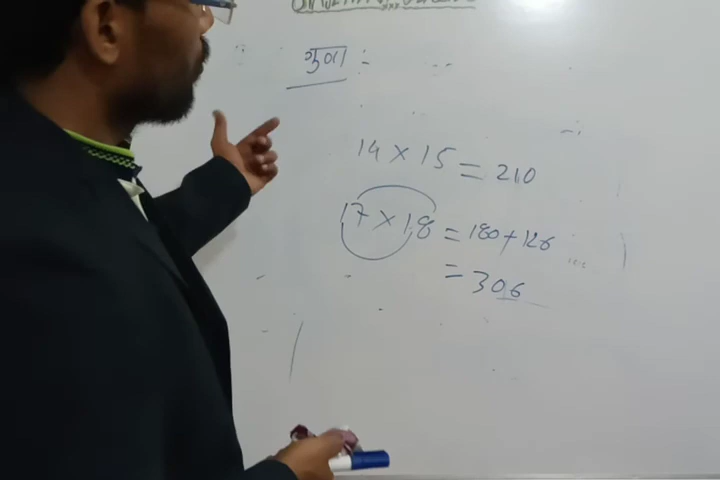 गुणा :-
14 × 15 = 210
17 × 18 = 180 + 126
= 306